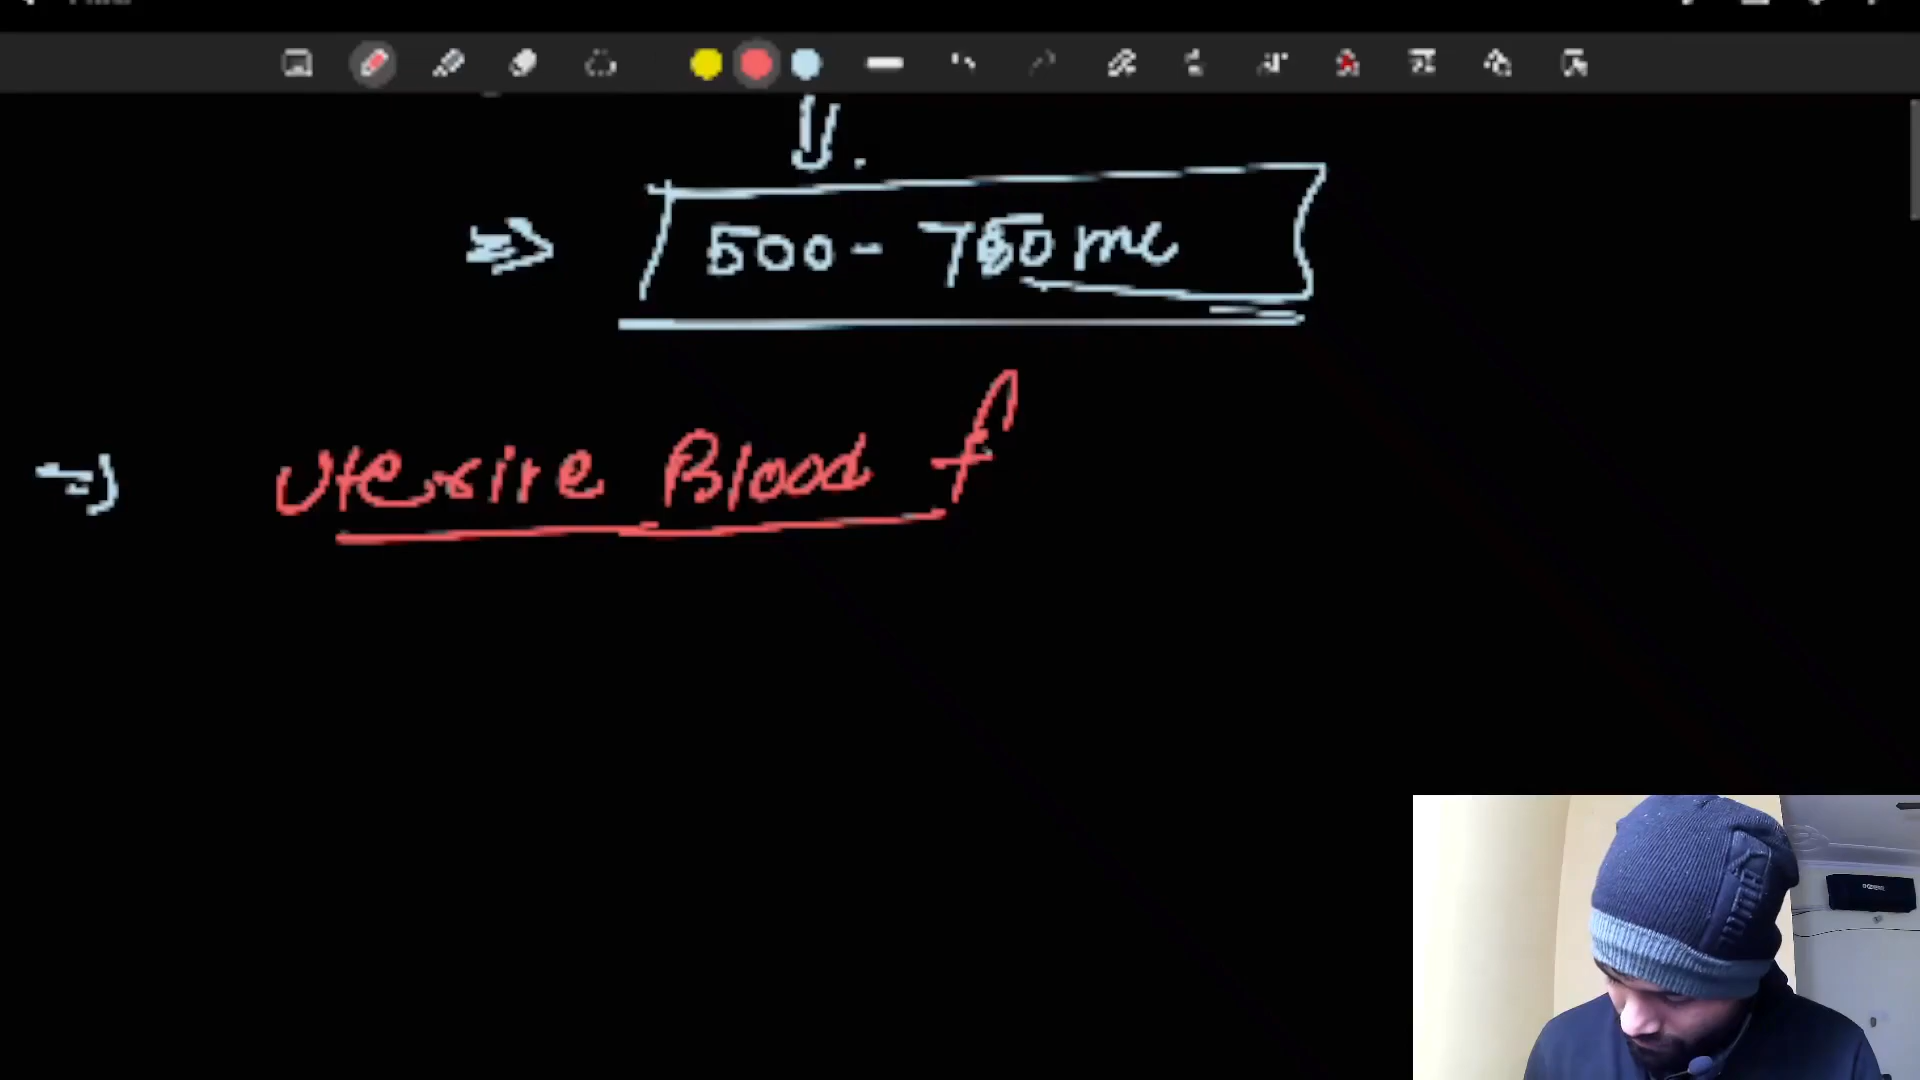 ⇒ 500 - 750 ml
⇒ Uterine Blood f